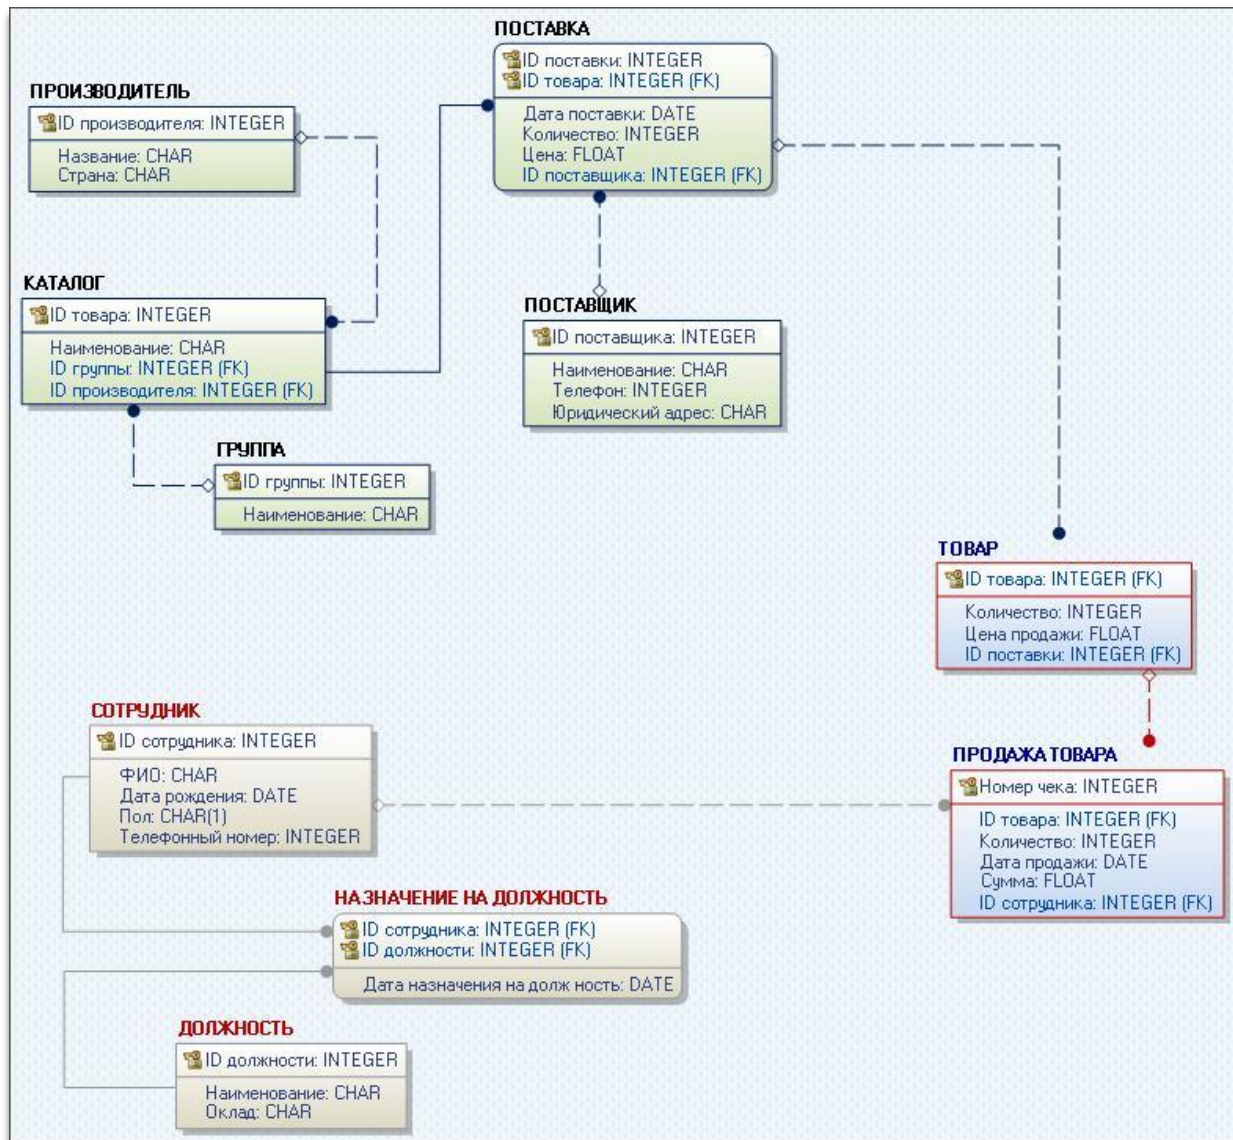 ПОСТАВКА
ID поставки: INTEGER
ID товара: INTEGER (FK)
Дата поставки: DATE
Количество: INTEGER
Цена: FLOAT
ID поставщика: INTEGER (FK)
ПРОИЗВОДИТЕЛЬ
ID производителя: INTEGER
Название: CHAR
Страна: CHAR
КАТАЛОГ
ID товара: INTEGER
Наименование: CHAR
ID группы: INTEGER (FK)
ID производителя: INTEGER (FK)
ПОСТАВЩИК
ID поставщика: INTEGER
Наименование: CHAR
Телефон: INTEGER
Юридический адрес: CHAR
ГРУППА
ID группы: INTEGER
Наименование: CHAR
ТОВАР
ID товара: INTEGER (FK)
Количество: INTEGER
Цена продажи: FLOAT
ID поставки: INTEGER (FK)
СОТРУДНИК
ID сотрудника: INTEGER
ФИО: CHAR
Дата рождения: DATE
Пол: CHAR(1)
Телефонный номер: INTEGER
ПРОДАЖА ТОВАРА
Номер чека: INTEGER
ID товара: INTEGER (FK)
Количество: INTEGER
Дата продажи: DATE
Сумма: FLOAT
ID сотрудника: INTEGER (FK)
НАЗНАЧЕНИЕ НА ДОЛЖНОСТЬ
ID сотрудника: INTEGER (FK)
ID должности: INTEGER (FK)
Дата назначения на долж ность: DATE
ДОЛЖНОСТЬ
ID должности: INTEGER
Наименование: CHAR
Оклад: CHAR